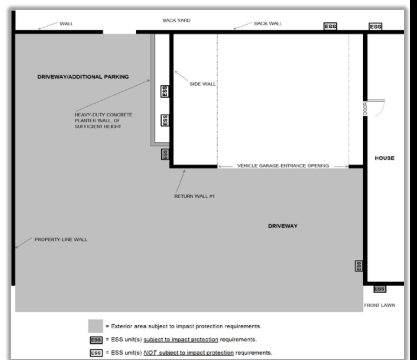 WALL
BACK YARD
BACK WALL
ESS
ESS
DRIVEWAY/ADDITIONAL PARKING
SIDE WALL
ESS
HEAVY-DUTY CONCRETE
PLANTER WALL, OF
SUFFICIENT HEIGHT
ESS
ESS
HOUSE
VEHICLE GARAGE-ENTRANCE OPENING
RETURN WALL #1
DRIVEWAY
PROPERTY-LINE WALL
ESS
ESS
FRONT LAWN
= Exterior area subject to impact protection requirements.
ESS = ESS unit(s) subject to impact protection requirements.
ESS = ESS unit(s) NOT subject to impact protection requirements.